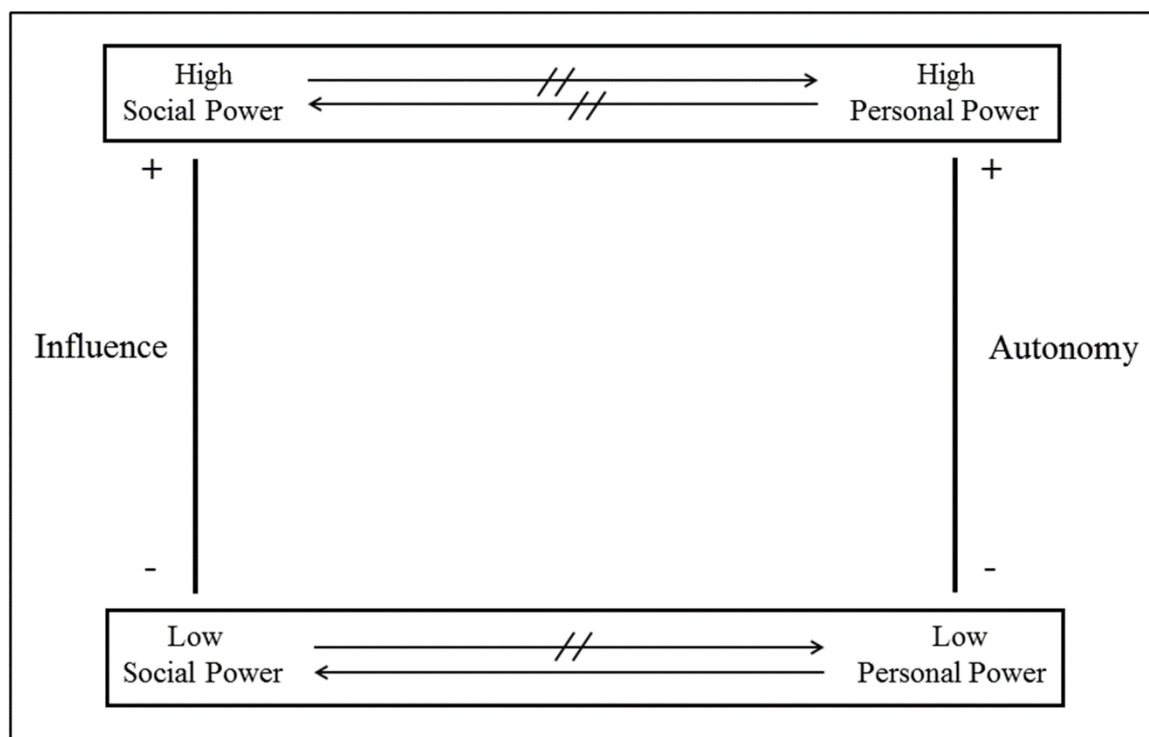 High
Social Power
High
Personal Power
+
+
Influence
Autonomy
-
-
Low
Social Power
Low
Personal Power